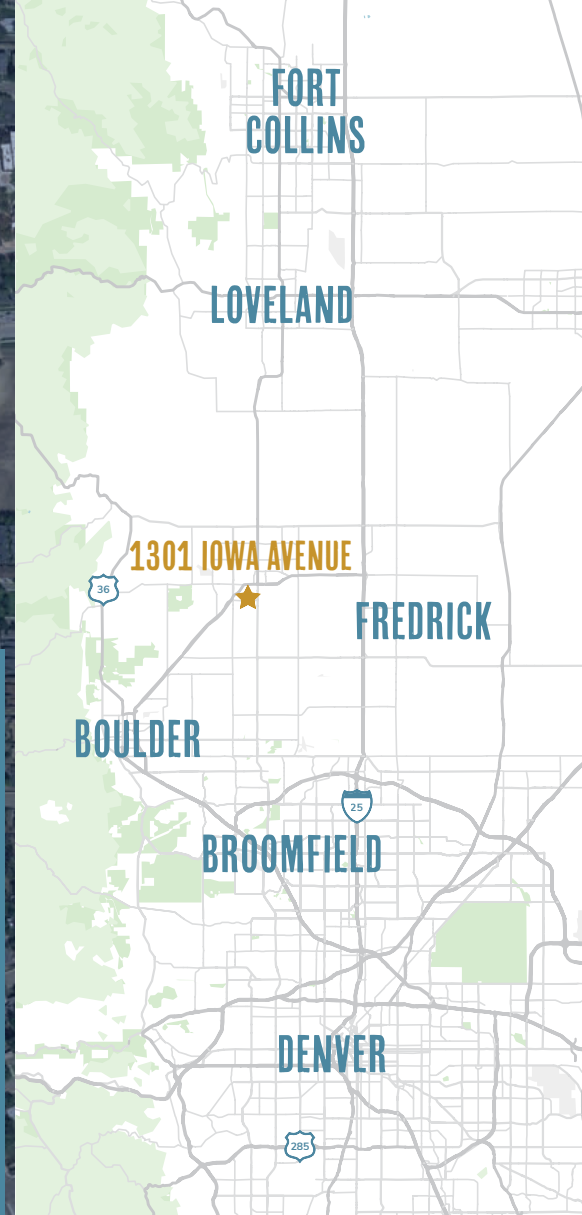 FORT
COLLINS
LOVELAND
1301 IOWA AVENUE
36
FREDRICK
BOULDER
25
BROOMFIELD
DENVER
285